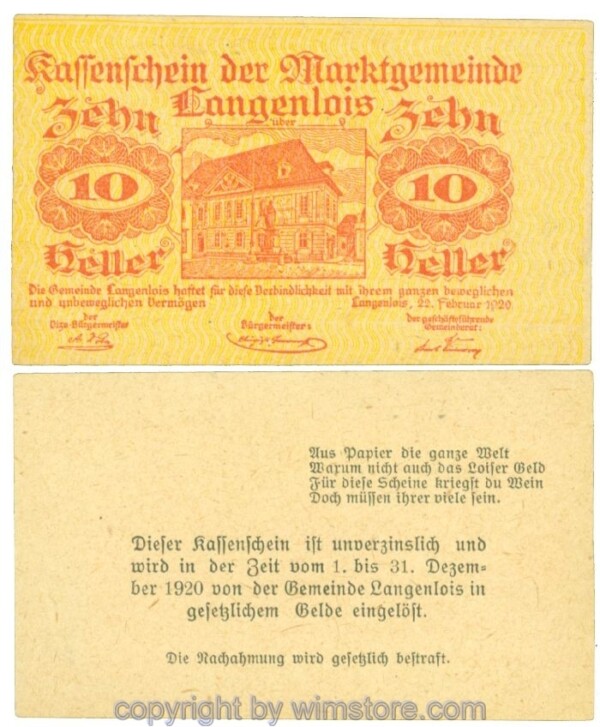 Kassenschein der Marktgemeinde
Langenlois
Zehn über Zehn
10 10
Heller Heller
Die Gemeinde Langenlois haftet für diese Verbindlichkeit mit ihrem ganzen beweglichen
und unbeweglichen Vermögen. Langenlois, 22. Februar 1920
der der der geschäftsführende
Vize-Bürgermeister Bürgermeister: Gemeinderat:
Aus Papier die ganze Welt
Warum nicht auch das Loiser Geld
Für diese Scheine kriegst du Wein
Doch müssen ihrer viele sein.
Dieser Kassenschein ist unverzinslich und
wird in der Zeit vom 1. bis 31. Dezem=
ber 1920 von der Gemeinde Langenlois in
gesetzlichem Gelde eingelöst.
Die Nachahmung wird gesetzlich bestraft.
copyright by wimstore.com